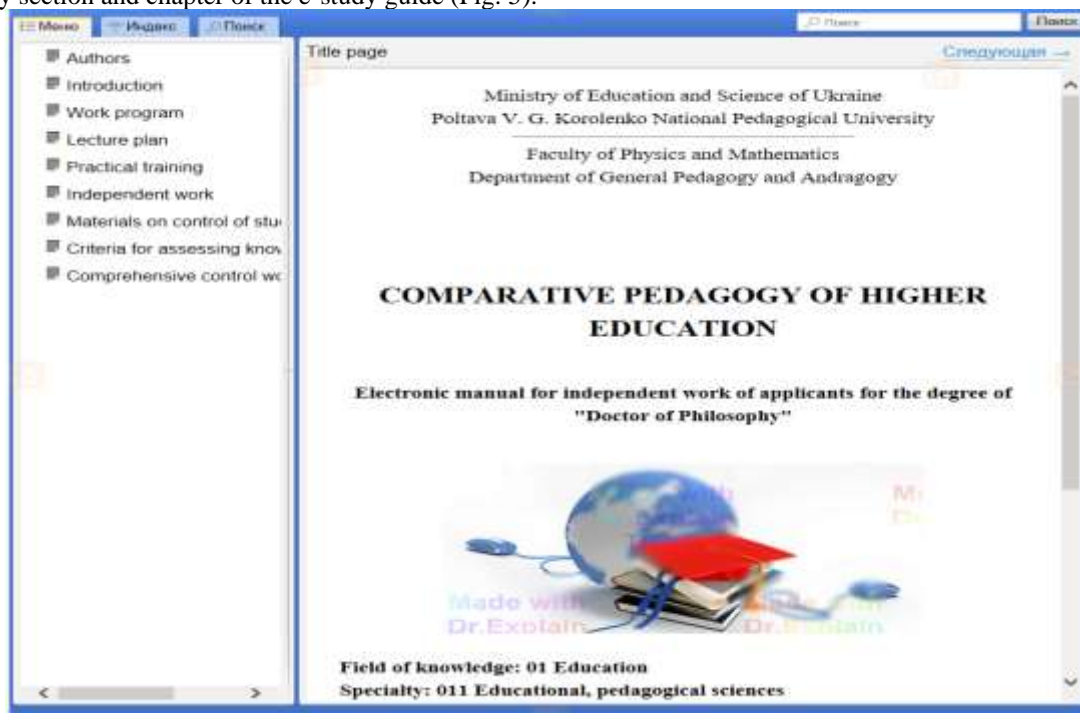 y section and chapter of the e-study guide (Fig. 3).
Меню Индекс Поиск
Поиск Поиск
Authors
Introduction
Work program
Lecture plan
Practical training
Independent work
Materials on control of stu
Criteria for assessing know
Comprehensive control wo
Title page Следующая →
Ministry of Education and Science of Ukraine
Poltava V. G. Korolenko National Pedagogical University
Faculty of Physics and Mathematics
Department of General Pedagogy and Andragogy
COMPARATIVE PEDAGOGY OF HIGHER
EDUCATION
Electronic manual for independent work of applicants for the degree of
"Doctor of Philosophy"
Made with
Dr.Explain
Field of knowledge: 01 Education
Specialty: 011 Educational, pedagogical sciences